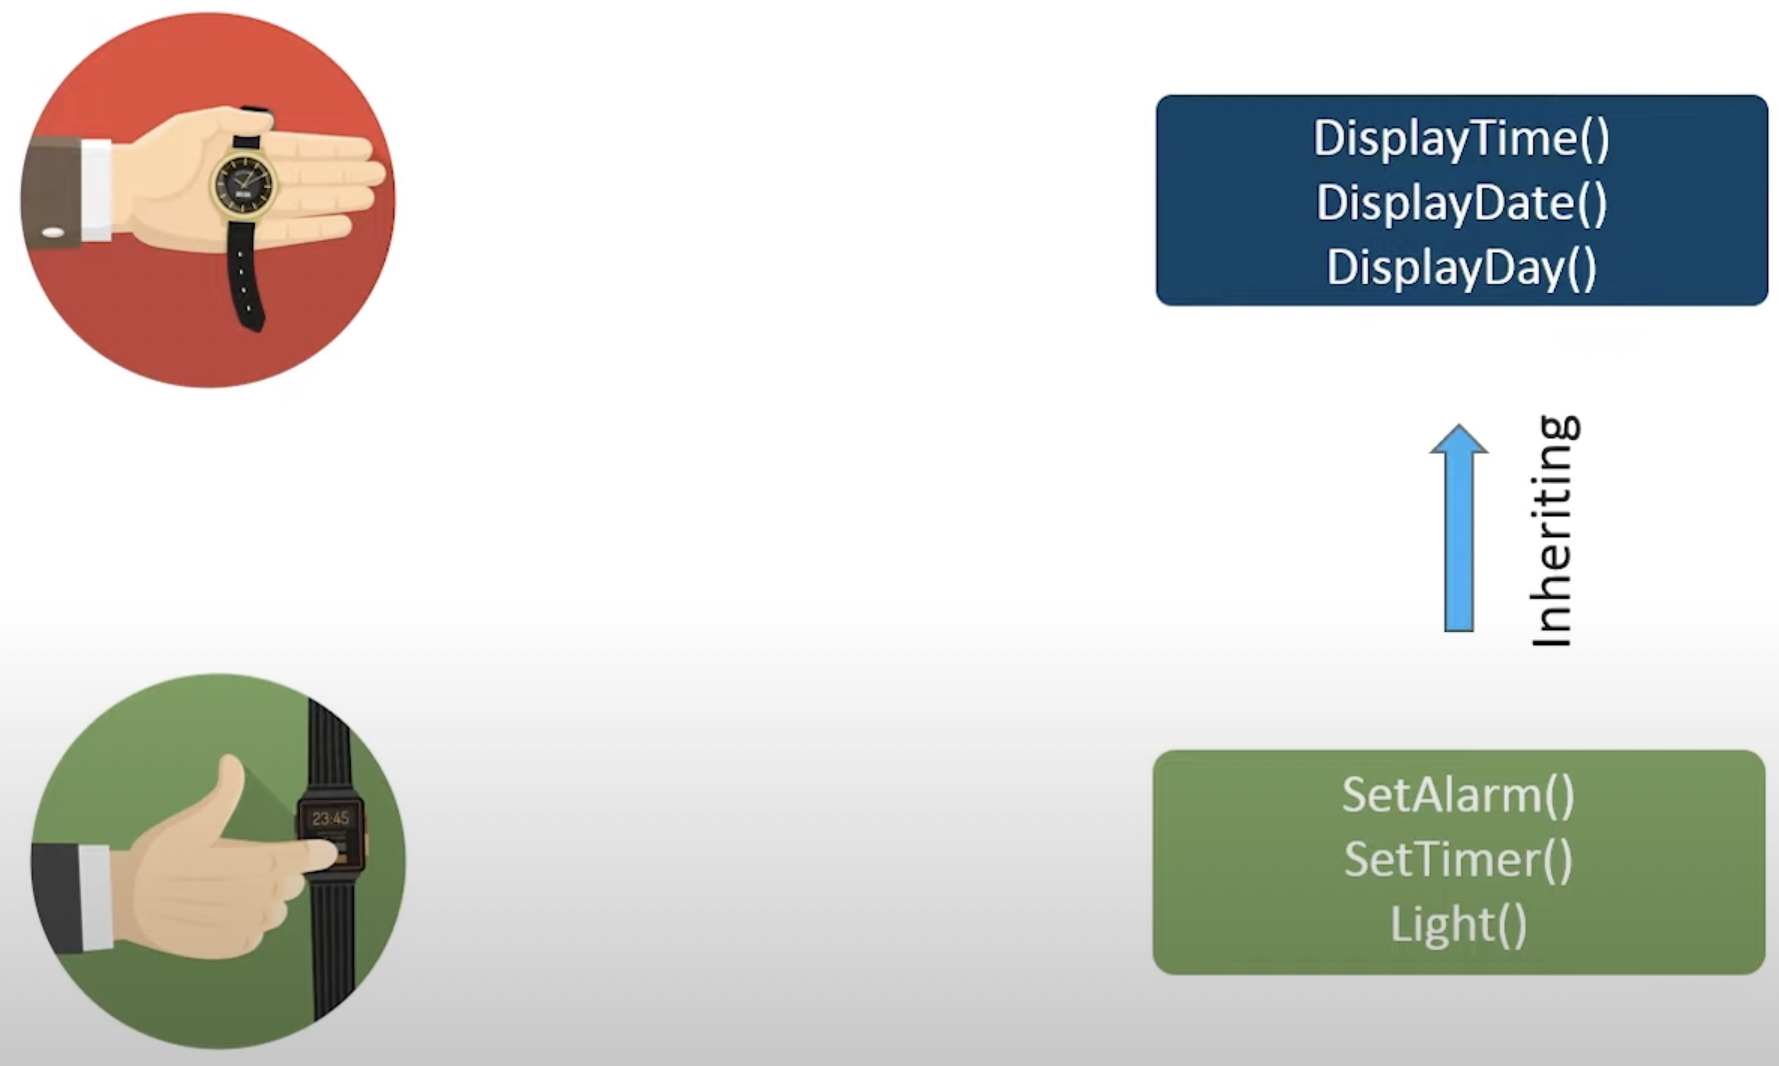 DisplayTime()
DisplayDate()
DisplayDay()
Inheriting
23:45
SetAlarm()
SetTimer()
Light()